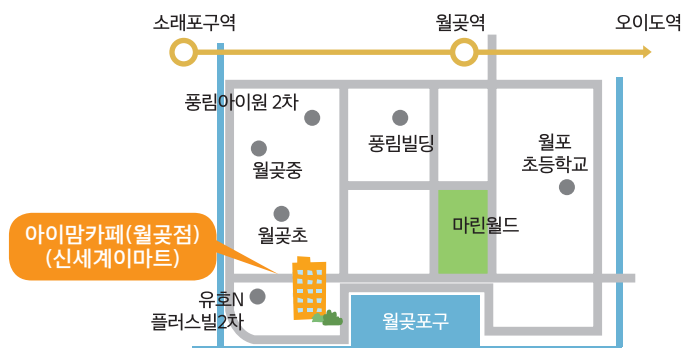 소래포구역
월곶역
오이도역
풍림아이원 2차
풍림빌딩
월포
초등학교
월곶중
월곶초
마린월드
아이맘카페(월곶점)
(신세계이마트)
유호N
플러스빌2차
월곶포구